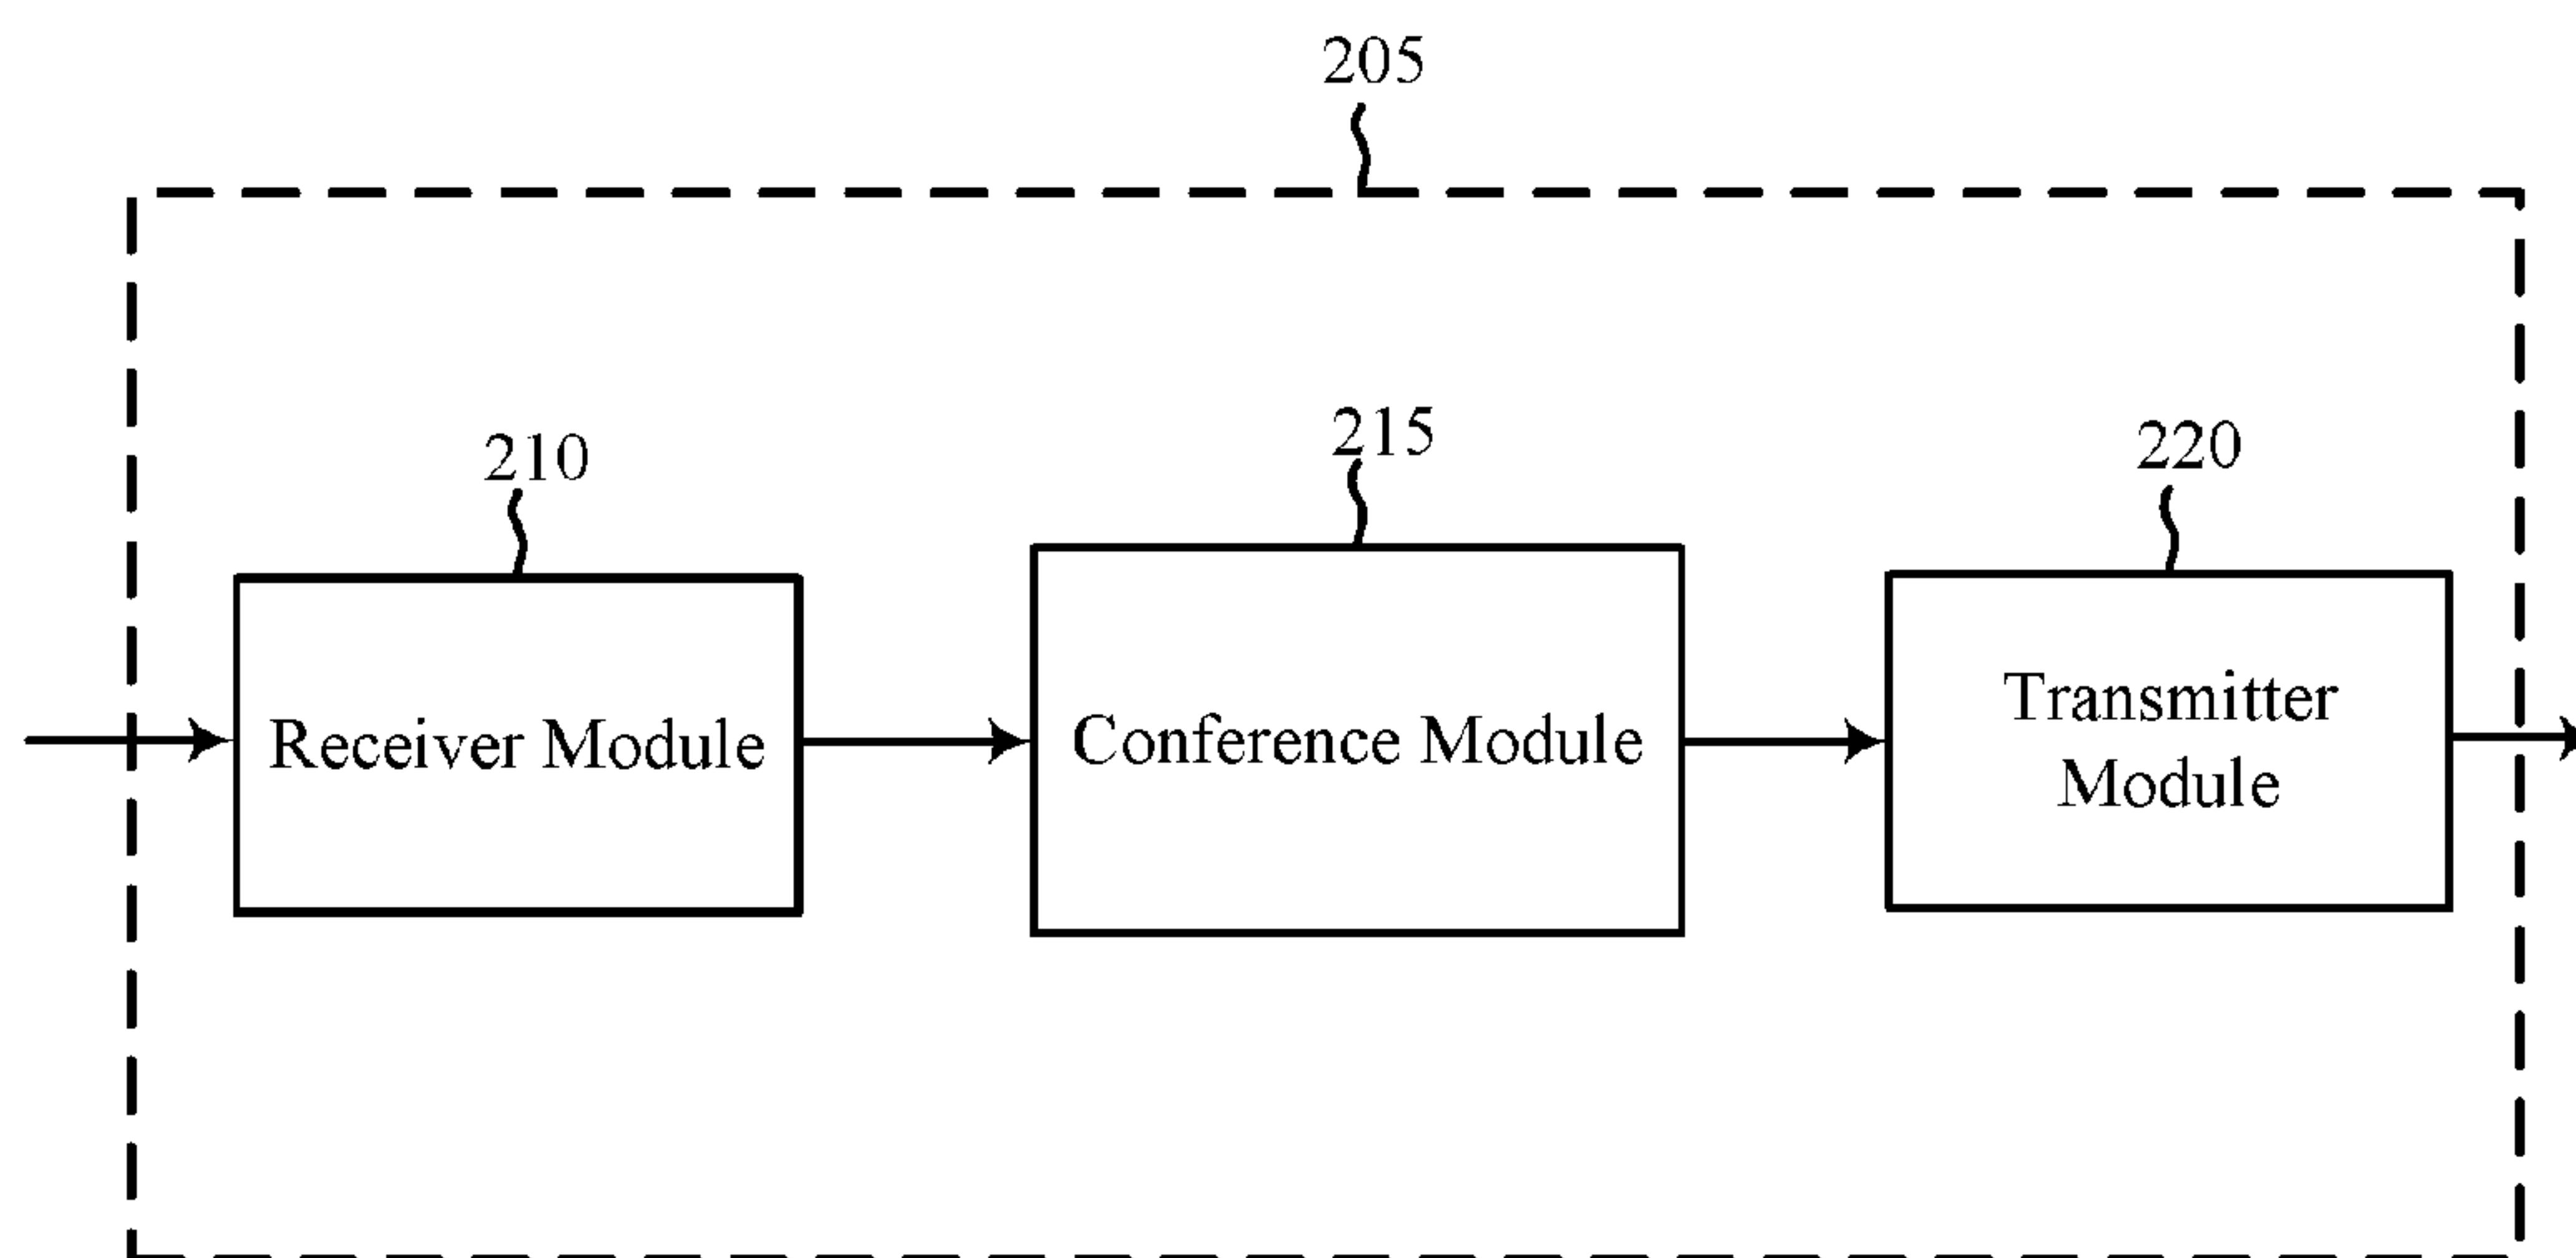 205
210
215
220
Receiver Module
Conference Module
Transmitter
Module